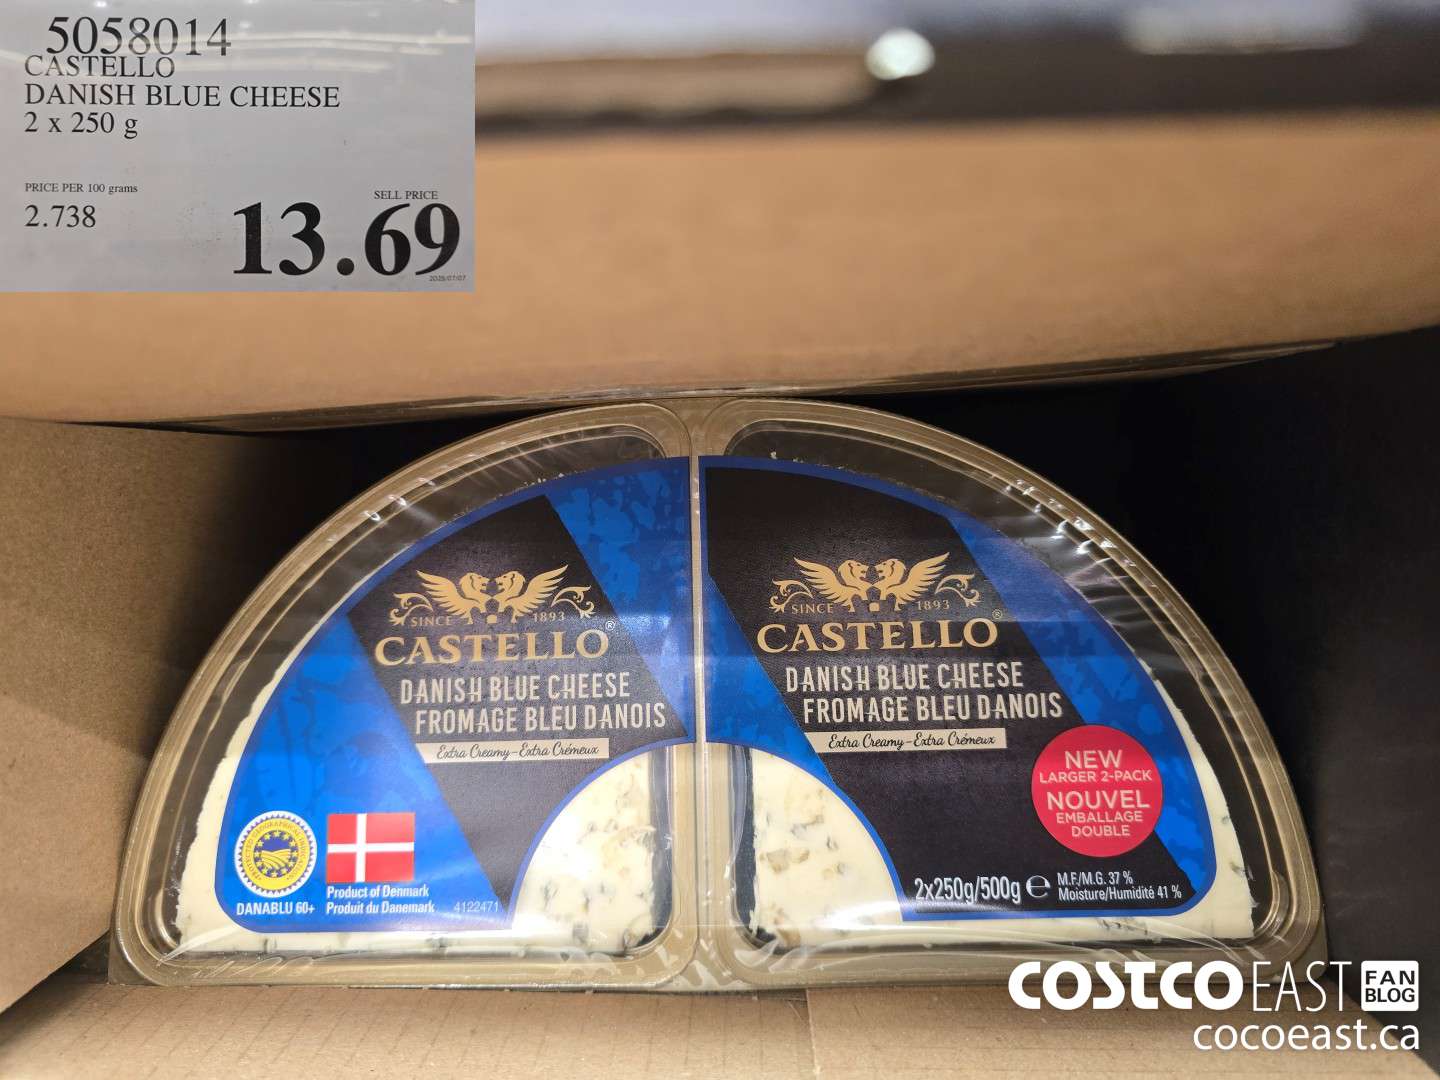 5058014
CASTELLO
DANISH BLUE CHEESE
2 x 250 g
PRICE PER 100 grams
2.738
SELL PRICE
13.69
SINCE 1893
CASTELLO®
DANISH BLUE CHEESE
FROMAGE BLEU DANOIS
Extra Creamy-Extra Crémeux
DANABLU 60+
Product of Denmark
Produit du Danemark
4122471
SINCE 1893
CASTELLO®
DANISH BLUE CHEESE
FROMAGE BLEU DANOIS
Extra Creamy-Extra Crémeux
NEW
LARGER 2-PACK
NOUVEL
EMBALLAGE
DOUBLE
2x250g/500g e
M.F./M.G. 37 %
Moisture/Humidité 41 %
COSTCO EAST FAN BLOG
cocoeast.ca